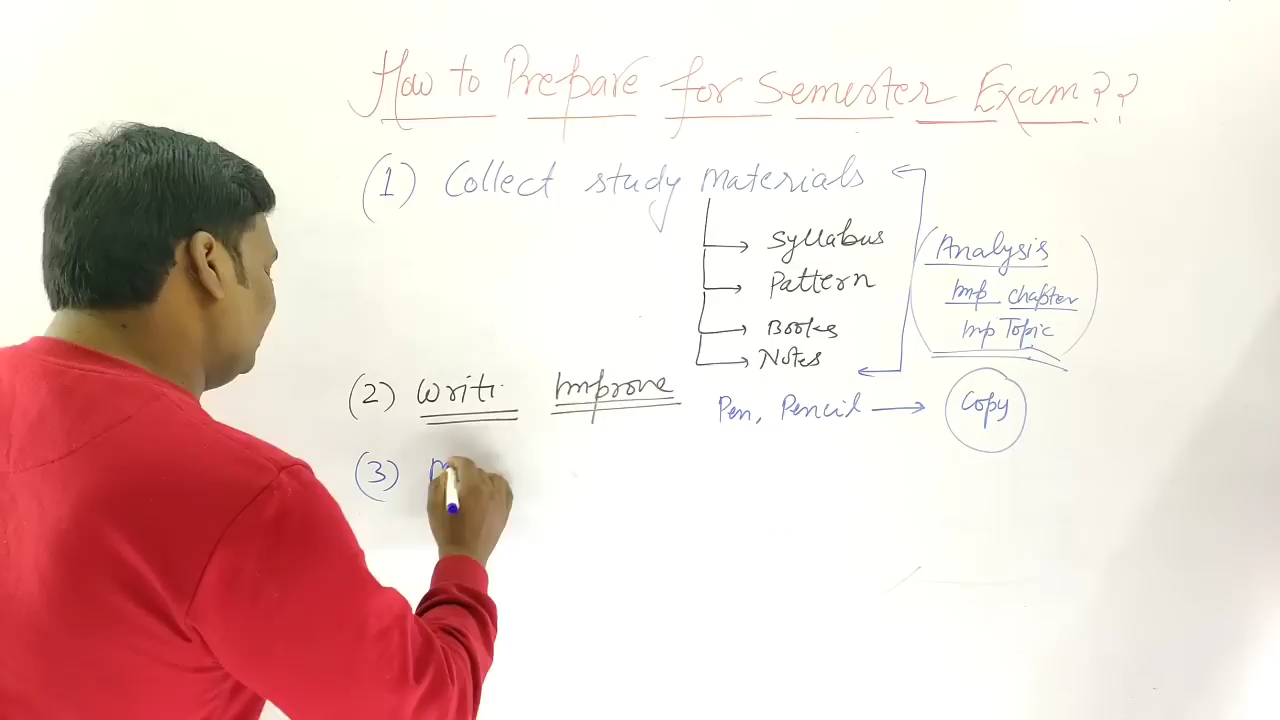 How to Prepare for Semester Exam??
(1) Collect study materials
Syllabus
Pattern
Books
Notes
Analysis
Imp chapter
Imp Topic
(2) Writi Improve
Pen, Pencil → Copy
(3)